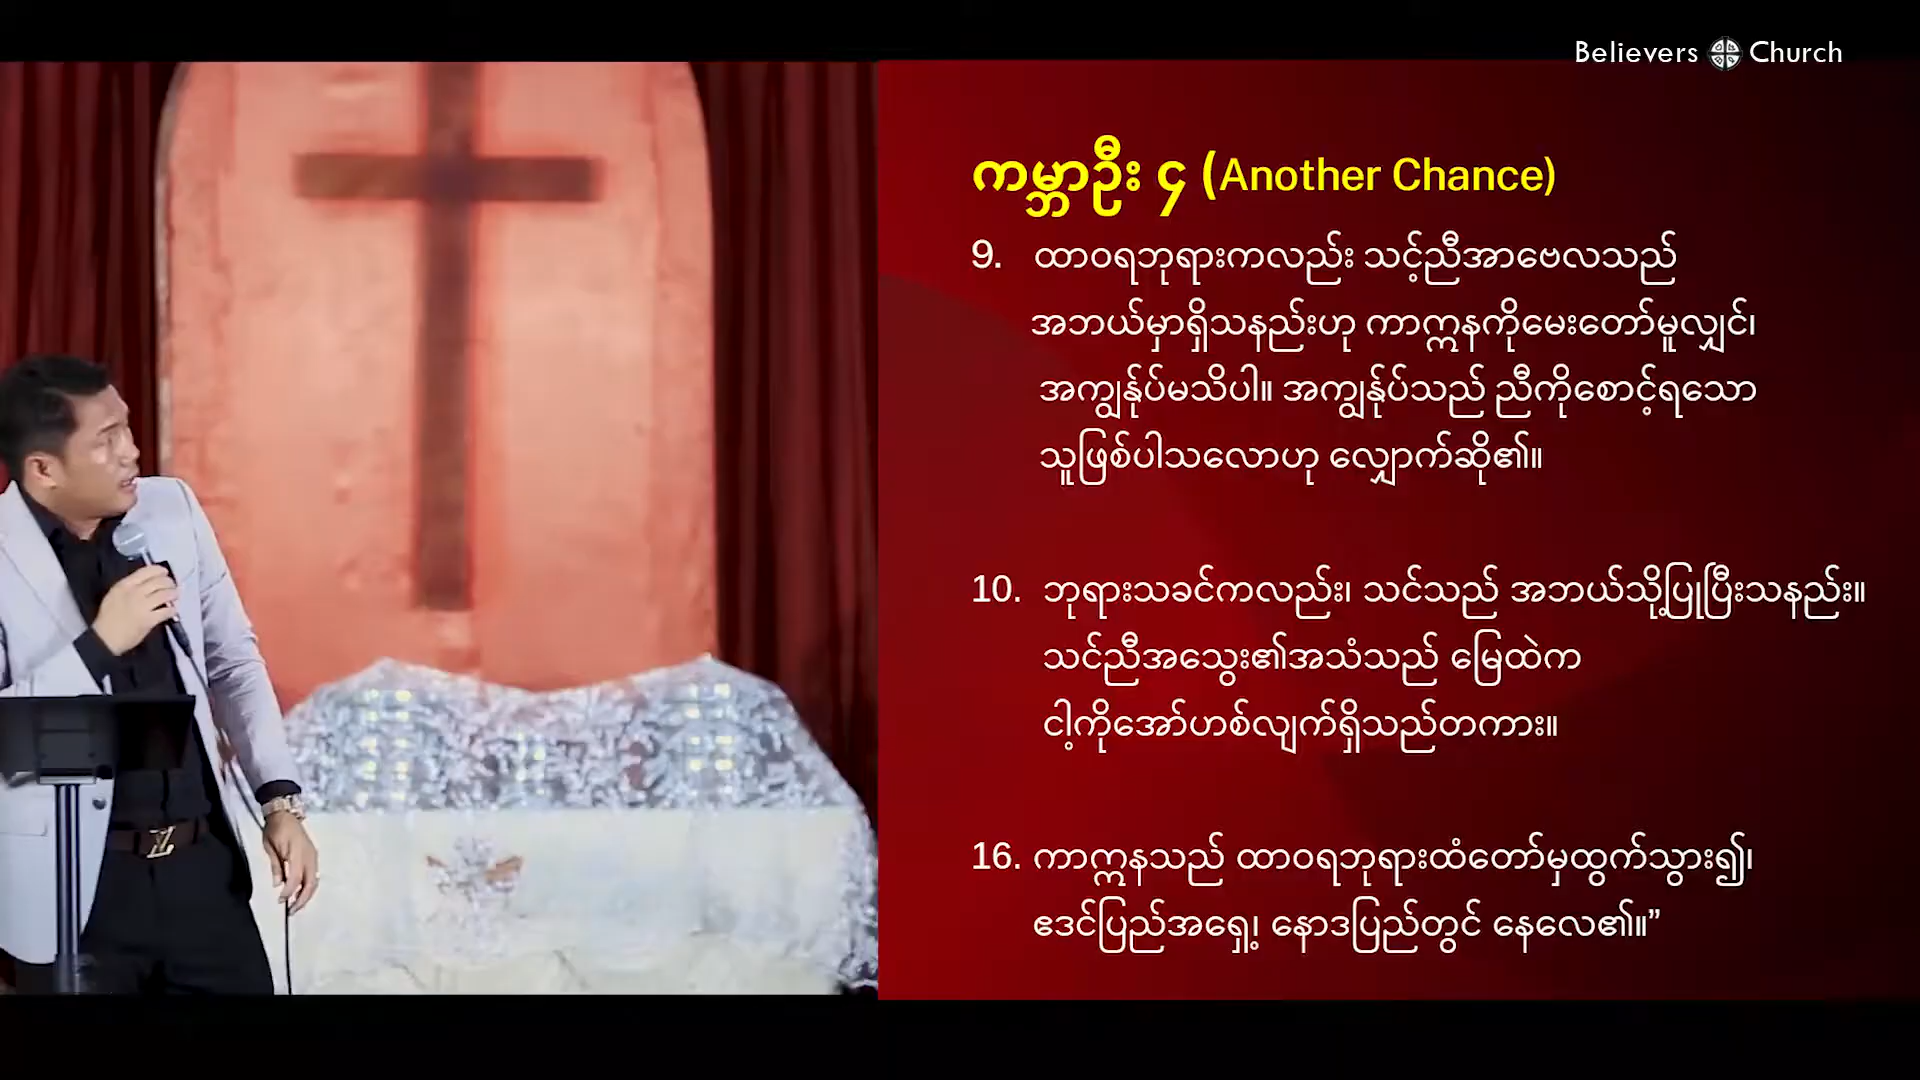 Believers Church
ကမ္ဘာဦး ၄ (Another Chance)
9. ထာဝရဘုရားကလည်း သင့်ညီအာဗေလသည်
အဘယ်မှာရှိသနည်းဟု ကာဣနကိုမေးတော်မူလျှင်၊
အကျွန်ုပ်မသိပါ။ အကျွန်ုပ်သည် ညီကိုစောင့်ရသော
သူဖြစ်ပါသလောဟု လျှောက်ဆို၏။
10. ဘုရားသခင်ကလည်း၊ သင်သည် အဘယ်သို့ပြုပြီးသနည်း။
သင်ညီအသွေး၏အသံသည် မြေထဲက
ငါ့ကိုအော်ဟစ်လျက်ရှိသည်တကား။
16. ကာဣနသည် ထာဝရဘုရားထံတော်မှထွက်သွား၍၊
ဧဒင်ပြည်အရှေ့၊ နောဒပြည်တွင် နေလေ၏။”